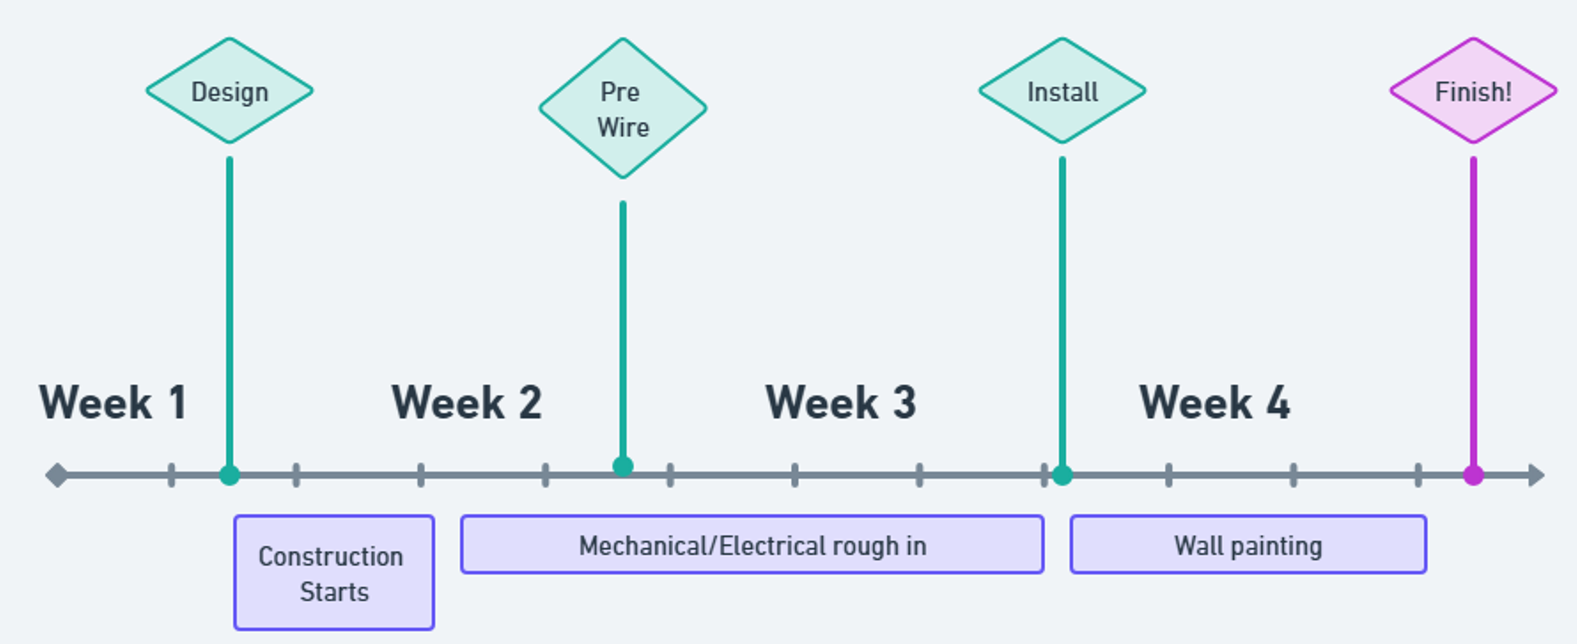 Design
Pre
Wire
Install
Finish!
Week 1
Week 2
Week 3
Week 4
Construction
Starts
Mechanical/Electrical rough in
Wall painting